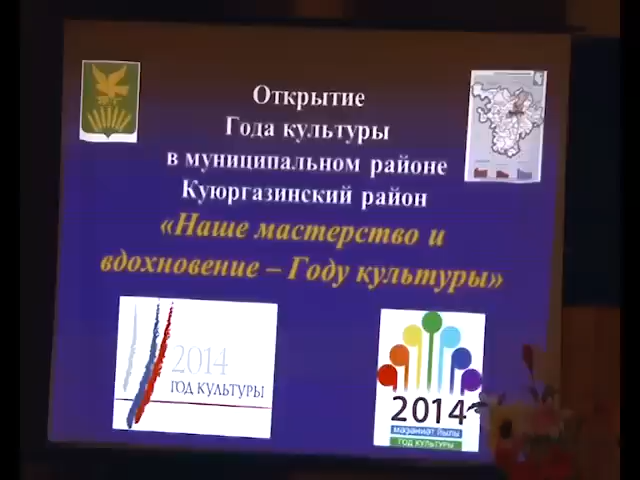 Открытие
Года культуры
в муниципальном районе
Куюргазинский район
«Наше мастерство и
вдохновение – Году культуры»
2014
ГОД КУЛЬТУРЫ
2014
мәҙәниәт йылы
ГОД КУЛЬТУРЫ